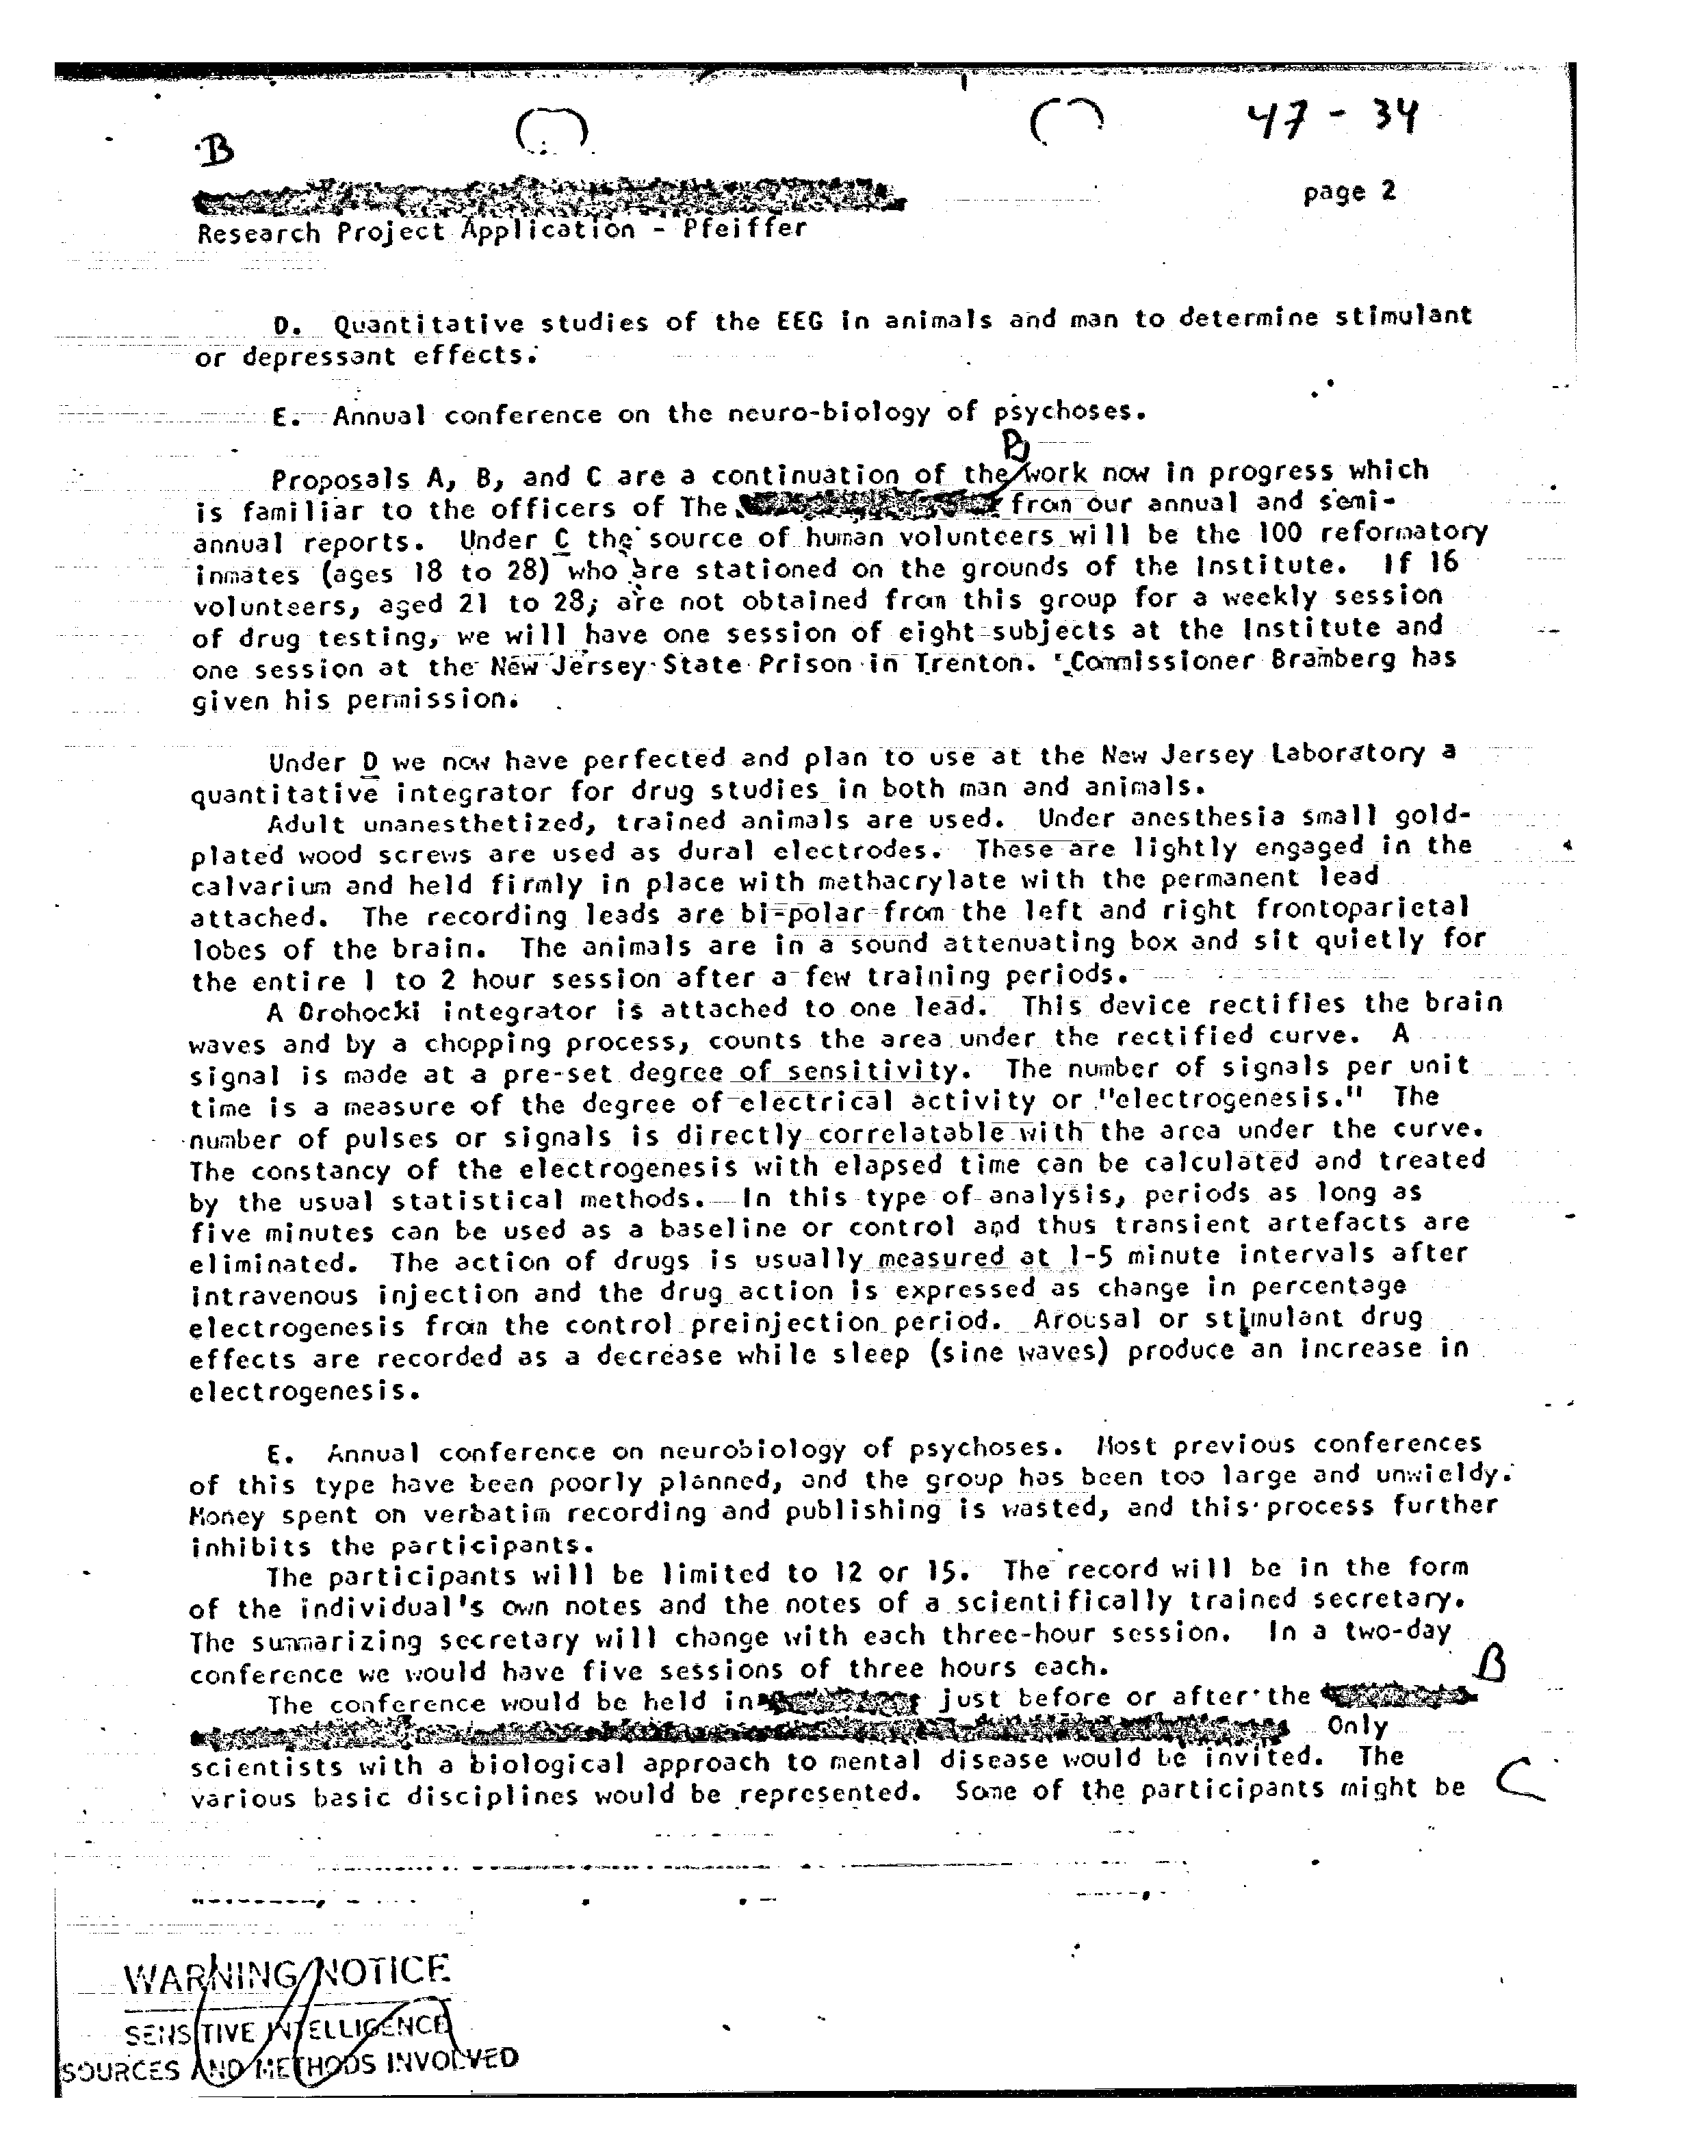 47 - 34
B
page 2
Research Project Application - Pfeiffer
D. Quantitative studies of the EEG in animals and man to determine stimulant
or depressant effects.
E. Annual conference on the neuro-biology of psychoses.
B
Proposals A, B, and C are a continuation of the work now in progress which
is familiar to the officers of The from our annual and semi-
annual reports. Under C the source of human volunteers will be the 100 reformatory
inmates (ages 18 to 28) who are stationed on the grounds of the Institute. If 16
volunteers, aged 21 to 28, are not obtained from this group for a weekly session
of drug testing, we will have one session of eight subjects at the Institute and
one session at the New Jersey State Prison in Trenton. Commissioner Bramberg has
given his permission.
Under D we now have perfected and plan to use at the New Jersey Laboratory a
quantitative integrator for drug studies in both man and animals.
Adult unanesthetized, trained animals are used. Under anesthesia small gold-
plated wood screws are used as dural electrodes. These are lightly engaged in the
calvarium and held firmly in place with methacrylate with the permanent lead
attached. The recording leads are bi-polar from the left and right frontoparietal
lobes of the brain. The animals are in a sound attenuating box and sit quietly for
the entire 1 to 2 hour session after a few training periods.
A Drohocki integrator is attached to one lead. This device rectifies the brain
waves and by a chopping process, counts the area under the rectified curve. A
signal is made at a pre-set degree of sensitivity. The number of signals per unit
time is a measure of the degree of electrical activity or "electrogenesis." The
number of pulses or signals is directly correlatable with the area under the curve.
The constancy of the electrogenesis with elapsed time can be calculated and treated
by the usual statistical methods. In this type of analysis, periods as long as
five minutes can be used as a baseline or control and thus transient artefacts are
eliminated. The action of drugs is usually measured at 1-5 minute intervals after
intravenous injection and the drug action is expressed as change in percentage
electrogenesis from the control preinjection period. Arousal or stimulant drug
effects are recorded as a decrease while sleep (sine waves) produce an increase in
electrogenesis.
E. Annual conference on neurobiology of psychoses. Most previous conferences
of this type have been poorly planned, and the group has been too large and unwieldy.
Money spent on verbatim recording and publishing is wasted, and this process further
inhibits the participants.
The participants will be limited to 12 or 15. The record will be in the form
of the individual's own notes and the notes of a scientifically trained secretary.
The summarizing secretary will change with each three-hour session. In a two-day
conference we would have five sessions of three hours each.
B
The conference would be held in just before or after the
Only
scientists with a biological approach to mental disease would be invited. The
various basic disciplines would be represented. Some of the participants might be
C
WARNING NOTICE
SENSITIVE INTELLIGENCE
SOURCES AND METHODS INVOLVED